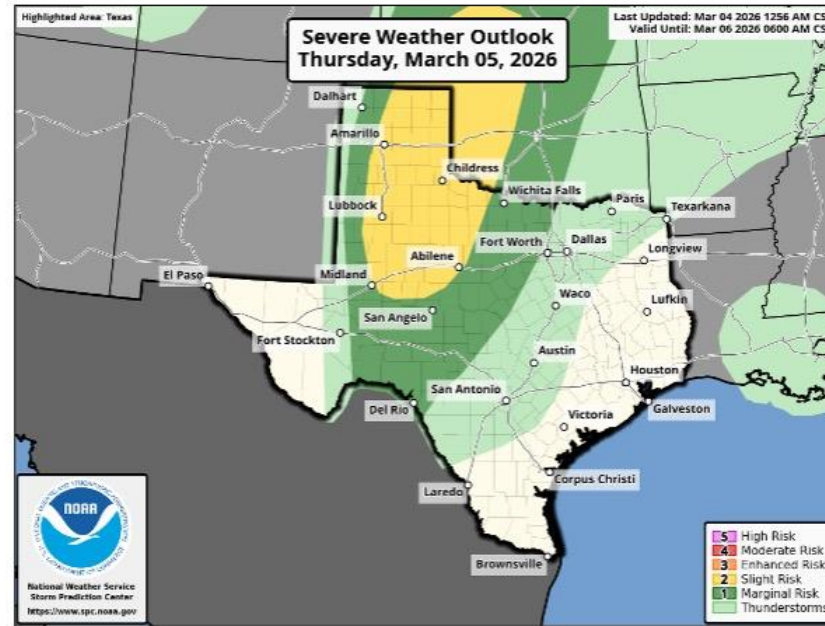 Highlighted Area: Texas
Severe Weather Outlook
Thursday, March 05, 2026
Last Updated: Mar 04 2026 1256 AM CS
Valid Until: Mar 06 2026 0600 AM CS
Dalhart
Amarillo
Childress
Wichita Falls
Paris
Texarkana
Lubbock
Fort Worth
Dallas
Longview
Abilene
El Paso
Midland
Waco
Lufkin
San Angelo
Fort Stockton
Austin
Houston
San Antonio
Del Rio
Galveston
Victoria
Corpus Christi
Laredo
Brownsville
NOAA
National Weather Service
Storm Prediction Center
https://www.spc.noaa.gov
5 High Risk
4 Moderate Risk
3 Enhanced Risk
2 Slight Risk
1 Marginal Risk
Thunderstorms